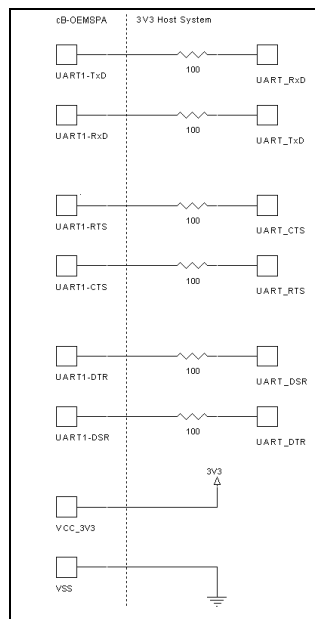 cB-OEMSPA 3V3 Host System
UART1-TxD 100 UART_RxD
UART1-RxD 100 UART_TxD
UART1-RTS 100 UART_CTS
UART1-CTS 100 UART_RTS
UART1-DTR 100 UART_DSR
UART1-DSR 100 UART_DTR
3V3
VCC_3V3
VSS